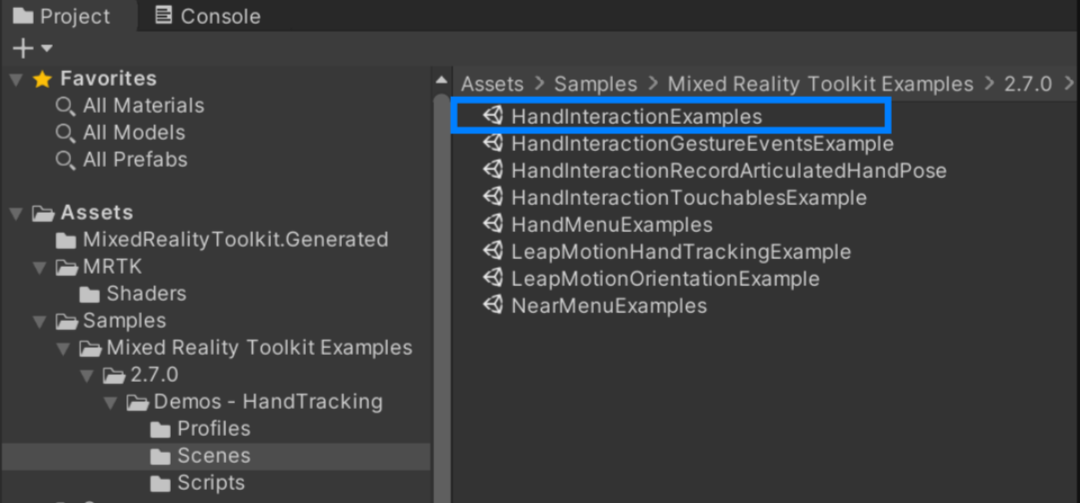 Project Console
Favorites
All Materials
All Models
All Prefabs
Assets
MixedRealityToolkit.Generated
MRTK
Shaders
Samples
Mixed Reality Toolkit Examples
2.7.0
Demos - HandTracking
Profiles
Scenes
Scripts
Assets > Samples > Mixed Reality Toolkit Examples > 2.7.0 >
HandInteractionExamples
HandInteractionGestureEventsExample
HandInteractionRecordArticulatedHandPose
HandInteractionTouchablesExample
HandMenuExamples
LeapMotionHandTrackingExample
LeapMotionOrientationExample
NearMenuExamples